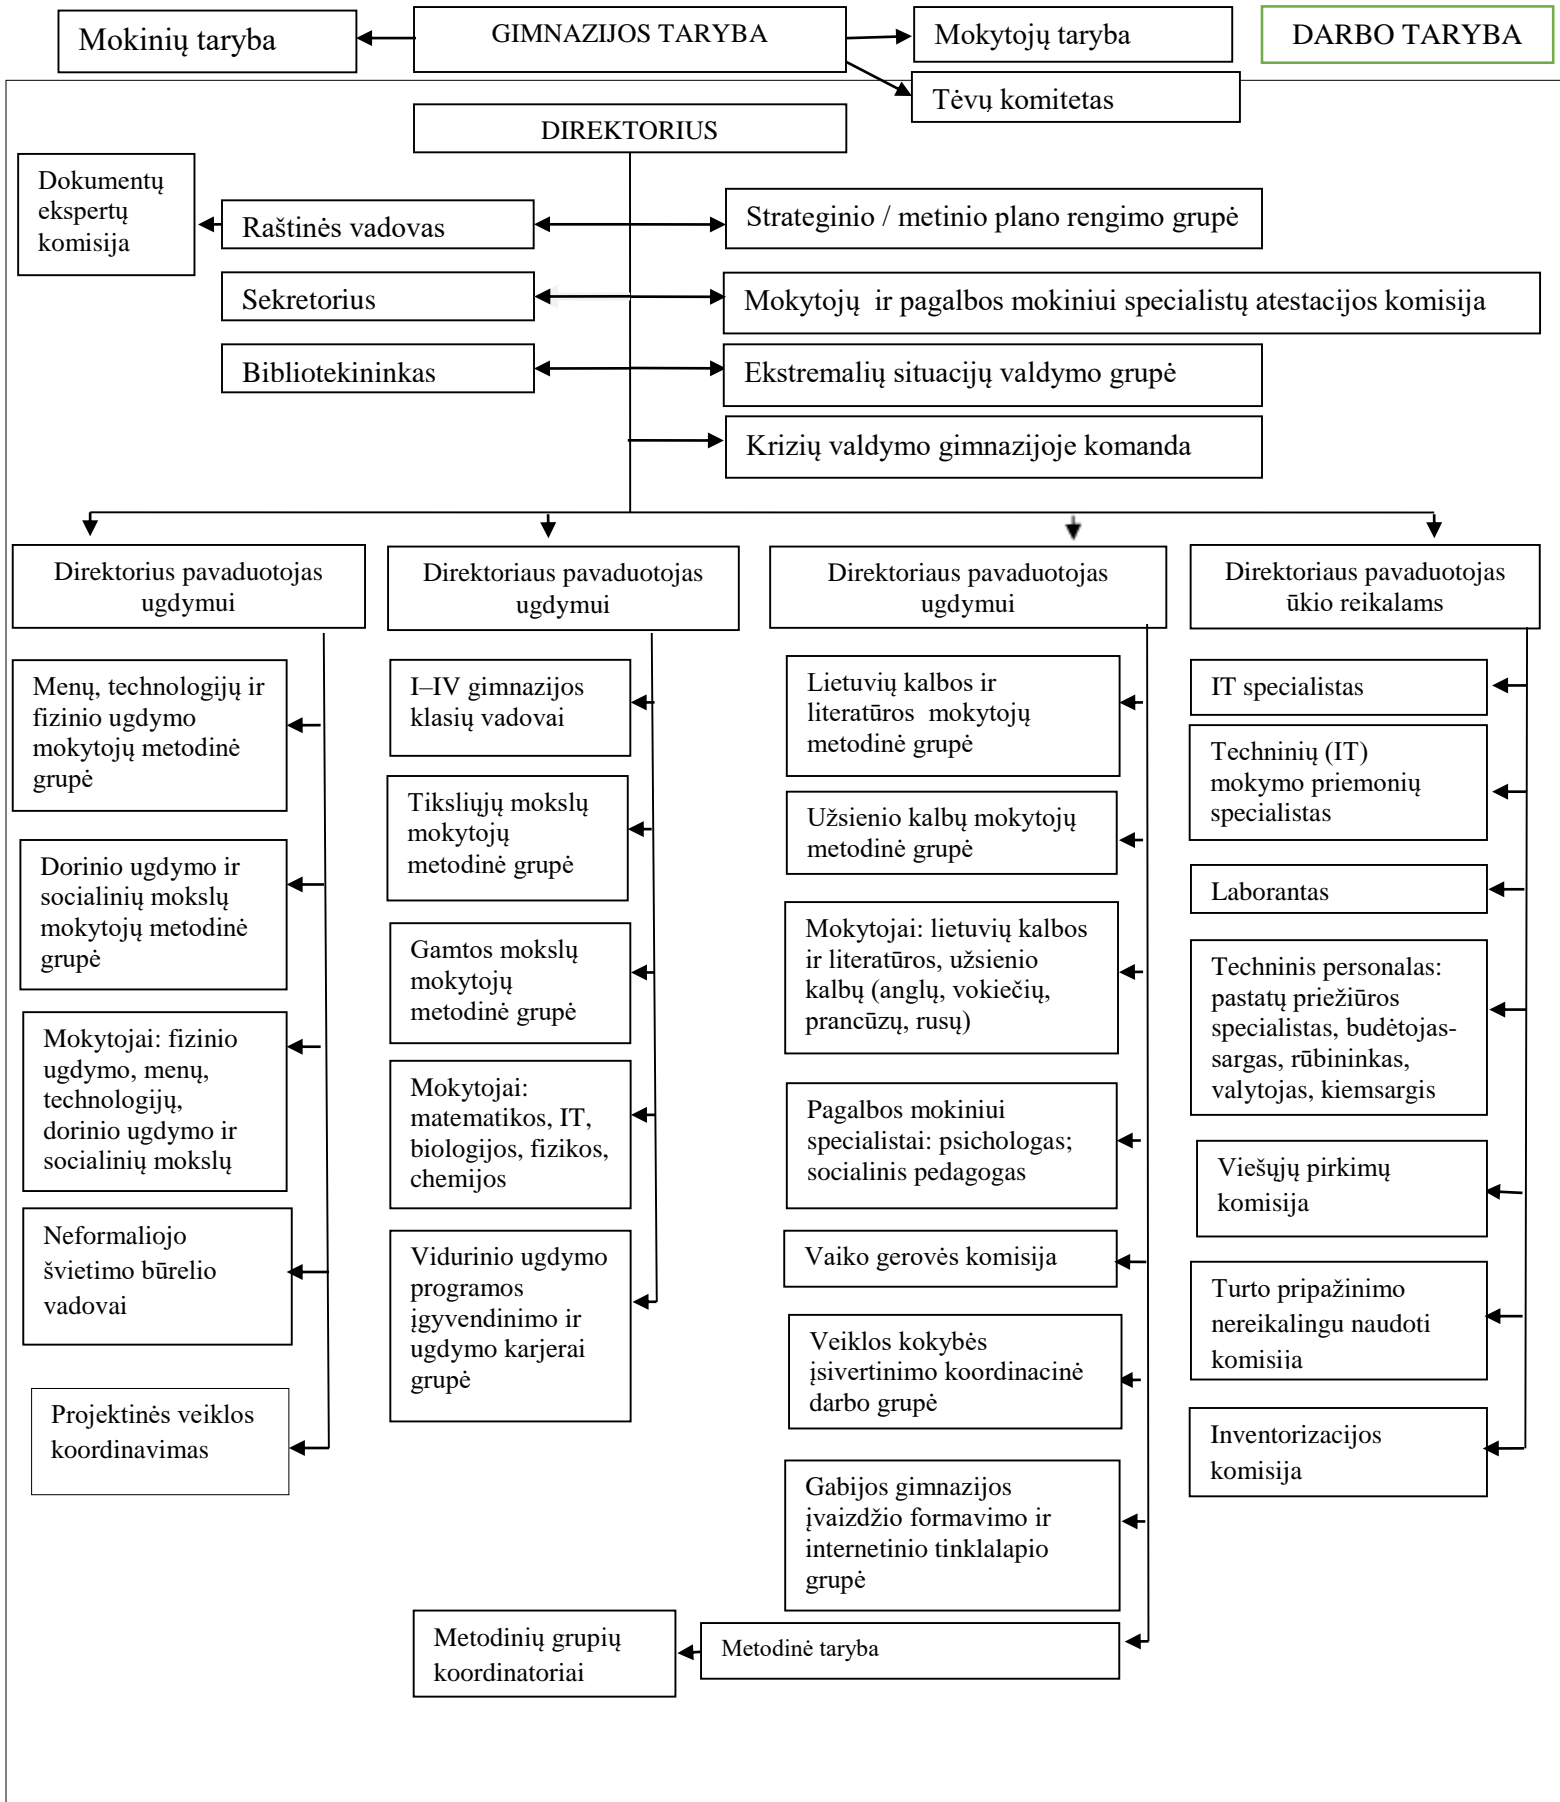 Mokinių taryba
GIMNAZIJOS TARYBA
Mokytojų taryba
DARBO TARYBA
Tėvų komitetas
DIREKTORIUS
Dokumentų
ekspertų
komisija
Raštinės vadovas
Strateginio / metinio plano rengimo grupė
Sekretorius
Mokytojų ir pagalbos mokiniui specialistų atestacijos komisija
Bibliotekininkas
Ekstremalių situacijų valdymo grupė
Krizių valdymo gimnazijoje komanda
Direktorius pavaduotojas
ugdymui
Menų, technologijų ir
fizinio ugdymo
mokytojų metodinė
grupė
Dorinio ugdymo ir
socialinių mokslų
mokytojų metodinė
grupė
Mokytojai: fizinio
ugdymo, menų,
technologijų,
dorinio ugdymo ir
socialinių mokslų
Neformaliojo
švietimo būrelio
vadovai
Projektinės veiklos
koordinavimas
Direktoriaus pavaduotojas
ugdymui
I–IV gimnazijos
klasių vadovai
Tiksliųjų mokslų
mokytojų
metodinė grupė
Gamtos mokslų
mokytojų
metodinė grupė
Mokytojai:
matematikos, IT,
biologijos, fizikos,
chemijos
Vidurinio ugdymo
programos
įgyvendinimo ir
ugdymo karjerai
grupė
Direktoriaus pavaduotojas
ugdymui
Lietuvių kalbos ir
literatūros mokytojų
metodinė grupė
Užsienio kalbų mokytojų
metodinė grupė
Mokytojai: lietuvių kalbos
ir literatūros, užsienio
kalbų (anglų, vokiečių,
prancūzų, rusų)
Pagalbos mokiniui
specialistai: psichologas;
socialinis pedagogas
Vaiko gerovės komisija
Veiklos kokybės
įsivertinimo koordinacinė
darbo grupė
Gabijos gimnazijos
įvaizdžio formavimo ir
internetinio tinklalapio
grupė
Metodinė taryba
Metodinių grupių
koordinatoriai
Direktoriaus pavaduotojas
ūkio reikalams
IT specialistas
Techninių (IT)
mokymo priemonių
specialistas
Laborantas
Techninis personalas:
pastatų priežiūros
specialistas, budėtojas-
sargas, rūbininkas,
valytojas, kiemsargis
Viešųjų pirkimų
komisija
Turto pripažinimo
nereikalingu naudoti
komisija
Inventorizacijos
komisija